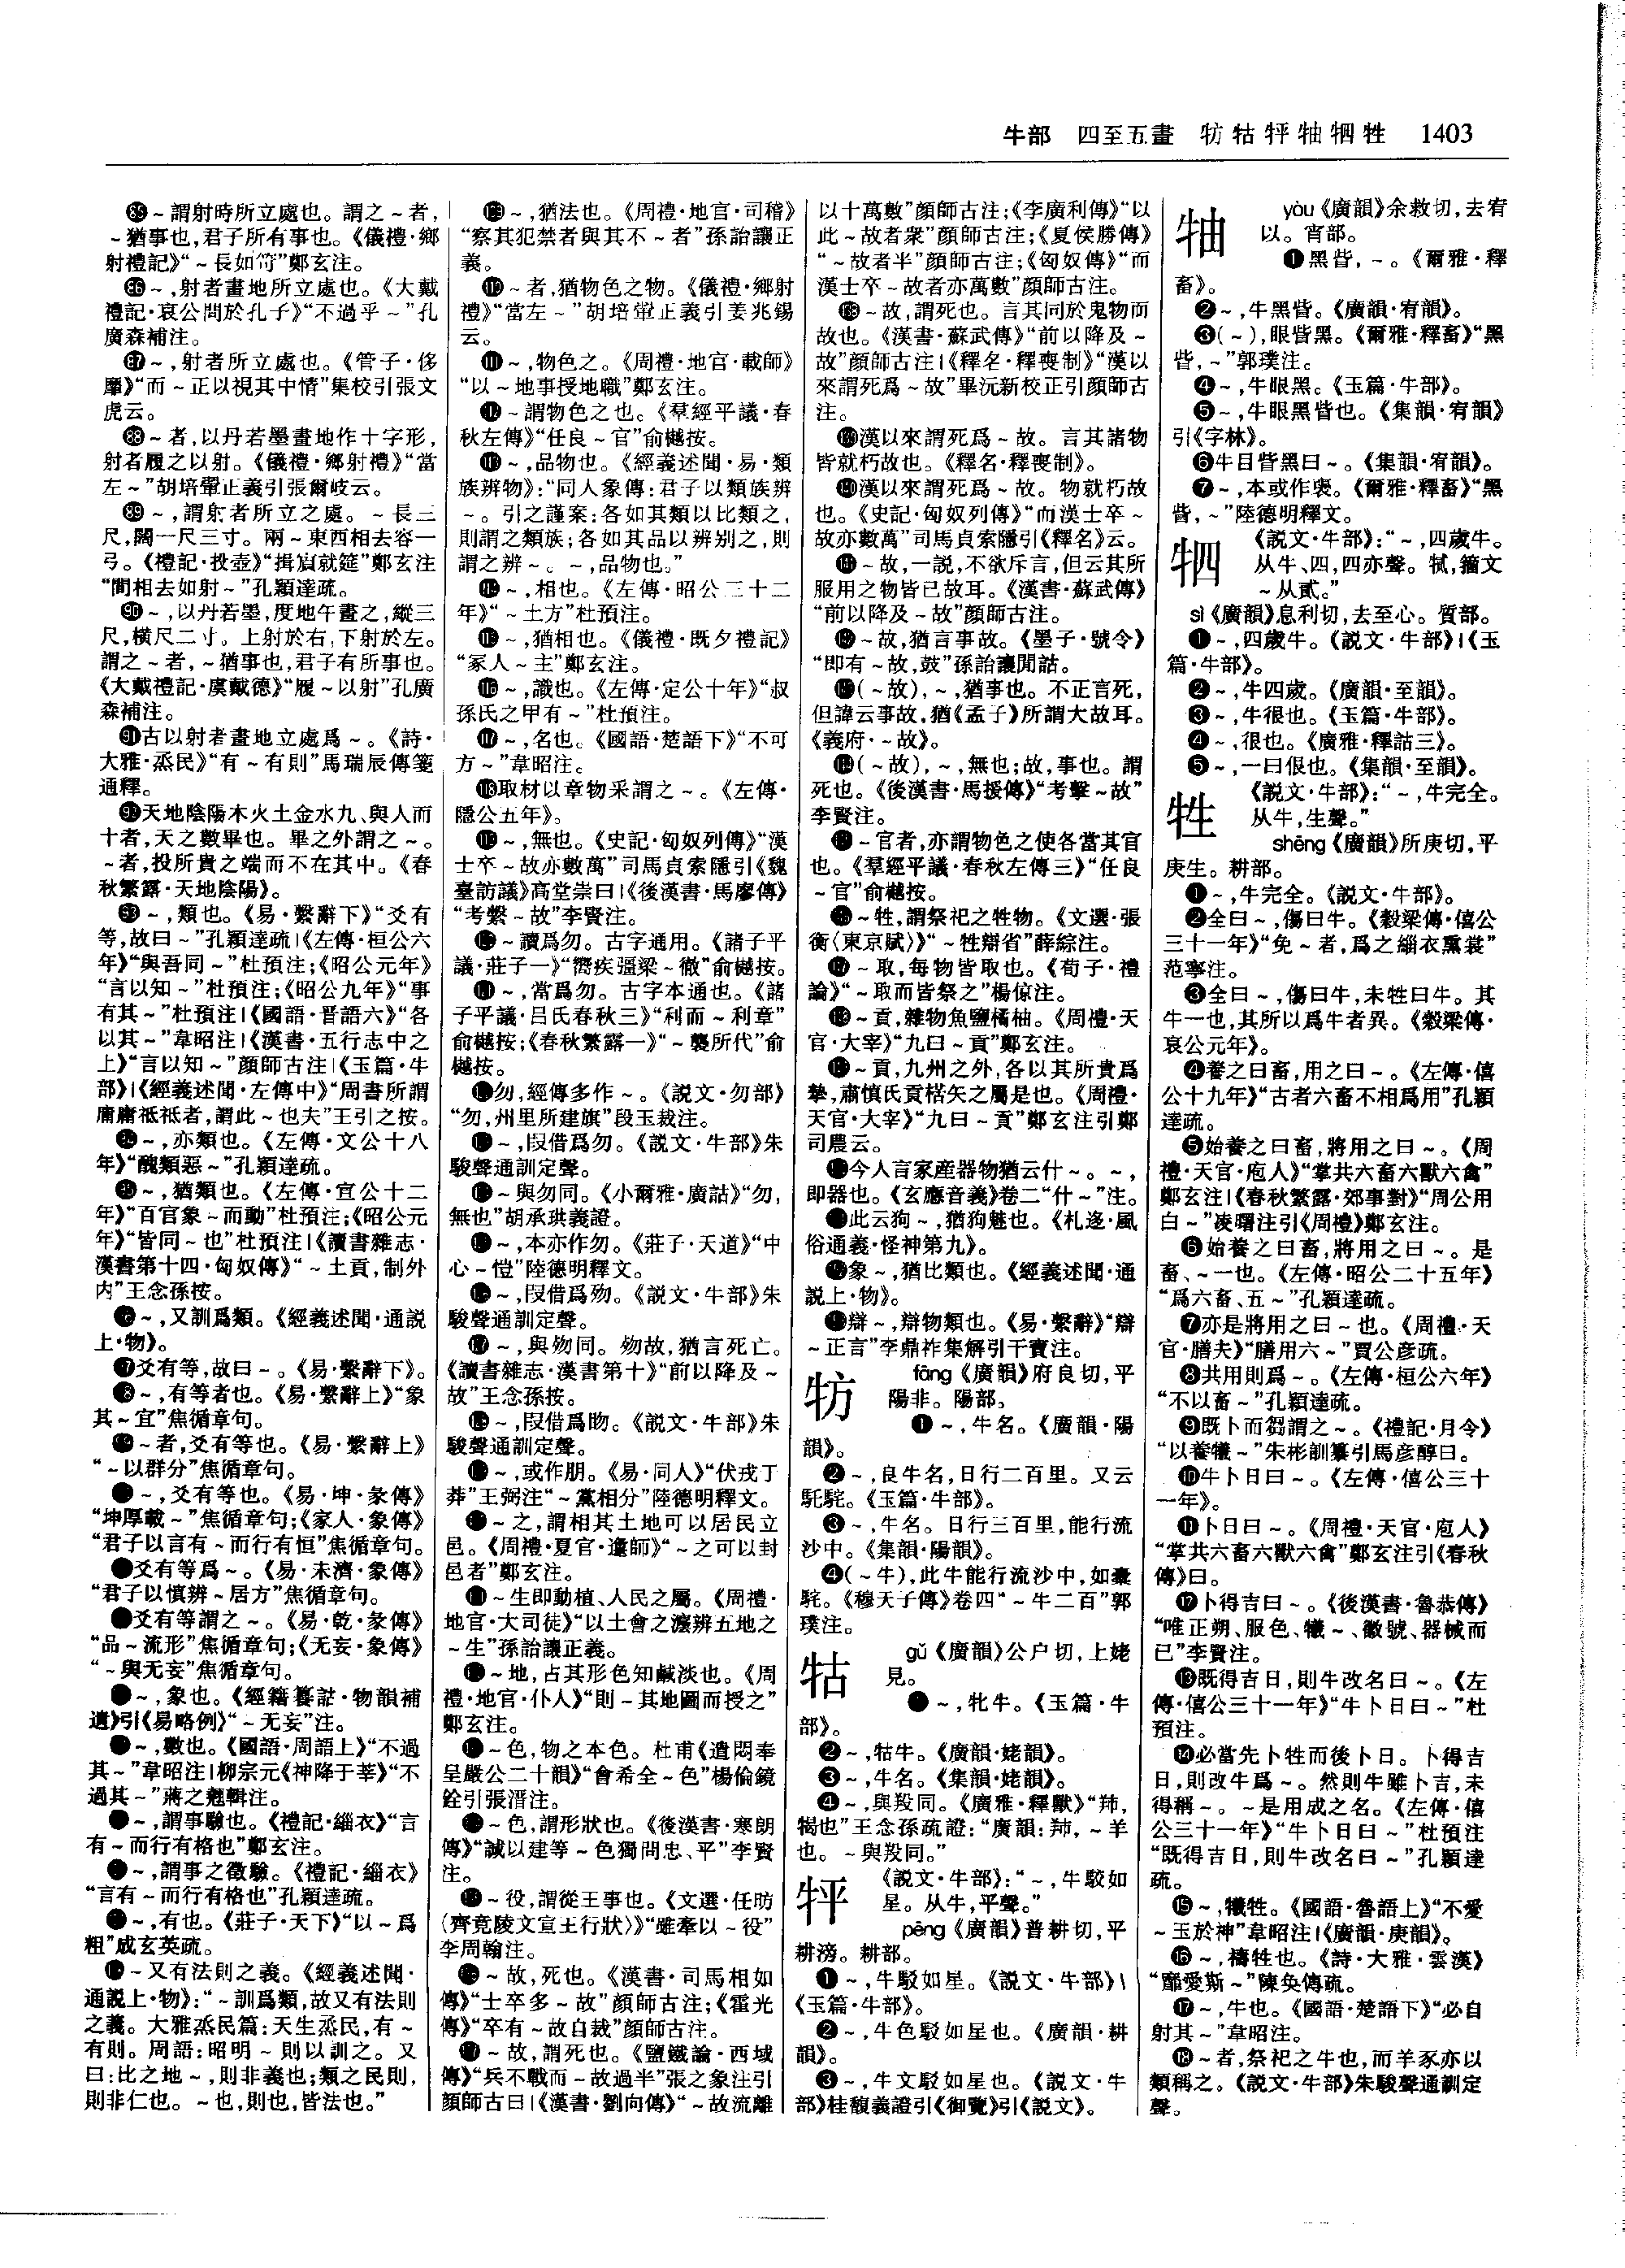 牛部　四至五畫　牥牯牬牰牭牲　1403
～謂射時所立處也。謂之～者，
～猶事也，君子所有事也。《儀禮·鄉
射禮記》“～長如笴”鄭玄注。
～，射者畫地所立處也。《大戴
禮記·哀公問於孔子》“不過乎～”孔
廣森補注。
～，射者所立處也。《管子·侈
靡》“而～正以視其中情”集校引張文
虎云。
～者，以丹若墨畫地作十字形，
射者履之以射。《儀禮·鄉射禮》“當
左～”胡培翬正義引張爾岐云。
～，謂射者所立之處。～長三
尺，闊一尺三寸。兩～東西相去容一
弓。《禮記·投壺》“揖賓就筵”鄭玄注
“間相去如射～”孔穎達疏。
～，以丹若墨，度地午畫之，縱三
尺，橫尺二寸。上射於右，下射於左。
謂之～者，～猶事也，君子有所事也。
《大戴禮記·虞戴德》“履～以射”孔廣
森補注。
古以射者畫地立處爲～。《詩·
大雅·烝民》“有～有則”馬瑞辰傳箋
通釋。
天地陰陽木火土金水九、與人而
十者，天之數畢也。畢之外謂之～。
～者，投所貴之端而不在其中。《春
秋繁露·天地陰陽》。
～，類也。《易·繫辭下》“爻有
等，故曰～”孔穎達疏|《左傳·桓公六
年》“與吾同～”杜預注；《昭公元年》
“言以知～”杜預注；《昭公九年》“事
有其～”杜預注|《國語·晉語六》“各
以其～”韋昭注|《漢書·五行志中之
上》“言以知～”顔師古注|《玉篇·牛
部》|《經義述聞·左傳中》“周書所謂
庸庸祗祗者，謂此～也夫”王引之按。
～，亦類也。《左傳·文公十八
年》“醜類惡～”孔穎達疏。
～，猶類也。《左傳·宣公十二
年》“百官象～而動”杜預注；《昭公元
年》“皆同～也”杜預注|《讀書雜志·
漢書第十四·匈奴傳》“～土貢，制外
内”王念孫按。
～，又訓爲類。《經義述聞·通説
上·物》。
爻有等，故曰～。《易·繫辭下》。
～，有等者也。《易·繫辭上》“象
其～宜”焦循章句。
～者，爻有等也。《易·繫辭上》
“～以群分”焦循章句。
～，爻有等也。《易·坤·彖傳》
“坤厚載～”焦循章句；《家人·象傳》
“君子以言有～而行有恒”焦循章句。
爻有等爲～。《易·未濟·象傳》
“君子以慎辨～居方”焦循章句。
爻有等謂之～。《易·乾·彖傳》
“品～流形”焦循章句；《无妄·象傳》
“～與无妄”焦循章句。
～，象也。《經籍籑詁·物韻補
遺》引《易略例》“～无妄”注。
～，數也。《國語·周語上》“不過
其～”韋昭注|柳宗元《神降于莘》“不
過其～”蔣之翹輯注。
～，謂事驗也。《禮記·緇衣》“言
有～而行有格也”鄭玄注。
～，謂事之徵驗。《禮記·緇衣》
“言有～而行有格也”孔穎達疏。
～，有也。《莊子·天下》“以～爲
粗”成玄英疏。
～又有法則之義。《經義述聞·
通説上·物》：“～訓爲類，故又有法則
之義。大雅烝民篇：天生烝民，有～
有則。周語：昭明～則以訓之。又
曰：比之地～，則非義也；類之民則，
則非仁也。～也，則也，皆法也。”
～，猶法也。《周禮·地官·司稽》
“察其犯禁者與其不～者”孫詒讓正
義。
～者，猶物色之物。《儀禮·鄉射
禮》“當左～”胡培翬正義引姜兆錫
云。
～，物色之。《周禮·地官·載師》
“以～地事授地職”鄭玄注。
～謂物色之也。《羣經平議·春
秋左傳》“任良～官”俞樾按。
～，品物也。《經義述聞·易·類
族辨物》：“同人象傳：君子以類族辨
～。引之謹案：各如其類以比類之，
則謂之類族；各如其品以辨别之，則
謂之辨～。～，品物也。”
～，相也。《左傳·昭公三十二
年》“～土方”杜預注。
～，猶相也。《儀禮·既夕禮記》
“冢人～土”鄭玄注。
～，識也。《左傳·定公十年》“叔
孫氏之甲有～”杜預注。
～，名也。《國語·楚語下》“不可
方～”韋昭注。
取材以章物采謂之～。《左傳·
隱公五年》。
～，無也。《史記·匈奴列傳》“漢
士卒～故亦數萬”司馬貞索隱引《魏
臺訪議》高堂崇曰|《後漢書·馬廖傳》
“考繫～故”李賢注。
～讀爲勿。古字通用。《諸子平
議·莊子一》“嚮疾彊梁～徹”俞樾按。
～，當爲勿。古字本通也。《諸
子平議·吕氏春秋三》“利而～利章”
俞樾按；《春秋繁露一》“～襲所代”俞
樾按。
勿，經傳多作～。《説文·勿部》
“勿，州里所建旗”段玉裁注。
～，叚借爲勿。《説文·牛部》朱
駿聲通訓定聲。
～與勿同。《小爾雅·廣詁》“勿，
無也”胡承珙義證。
～，本亦作勿。《莊子·天道》“中
心～愷”陸德明釋文。
～，叚借爲歾。《説文·牛部》朱
駿聲通訓定聲。
～，與歾同。歾故，猶言死亡。
《讀書雜志·漢書第十》“前以降及～
故”王念孫按。
～，叚借爲昒。《説文·牛部》朱
駿聲通訓定聲。
～，或作朋。《易·同人》“伏戎于
莽”王弼注“～黨相分”陸德明釋文。
～之，謂相其土地可以居民立
邑。《周禮·夏官·邍師》“～之可以封
邑者”鄭玄注。
～生即動植、人民之屬。《周禮·
地官·大司徒》“以土會之灋辨五地之
～生”孫詒讓正義。
～地，占其形色知鹹淡也。《周
禮·地官·卝人》“則～其地圖而授之”
鄭玄注。
～色，物之本色。杜甫《遣悶奉
呈嚴公二十韻》“會希全～色”楊倫鏡
銓引張溍注。
～色，謂形狀也。《後漢書·寒朗
傳》“誠以建等～色獨問忠、平”李賢
注。
～役，謂從王事也。《文選·任昉
〈齊竟陵文宣王行狀〉》“雖牽以～役”
李周翰注。
～故，死也。《漢書·司馬相如
傳》“士卒多～故”顔師古注；《霍光
傳》“卒有～故自裁”顔師古注。
～故，謂死也。《鹽鐵論·西域
傳》“兵不戰而～故過半”張之象注引
顔師古曰|《漢書·劉向傳》“～故流離
以十萬數”顔師古注；《李廣利傳》“以
此～故者衆”顔師古注；《夏侯勝傳》
“～故者半”顔師古注；《匈奴傳》“而
漢士卒～故者亦萬數”顔師古注。
～故，謂死也。言其同於鬼物而
故也。《漢書·蘇武傳》“前以降及～
故”顔師古注|《釋名·釋喪制》“漢以
來謂死爲～故”畢沅新校正引顔師古
注。
漢以來謂死爲～故。言其諸物
皆就朽故也。《釋名·釋喪制》。
漢以來謂死爲～故。物就朽故
也。《史記·匈奴列傳》“而漢士卒～
故亦數萬”司馬貞索隱引《釋名》云。
～故，一説，不欲斥言，但云其所
服用之物皆已故耳。《漢書·蘇武傳》
“前以降及～故”顔師古注。
～故，猶言事故。《墨子·號令》
“即有～故，鼓”孫詒讓閒詁。
（～故），～，猶事也。不正言死，
但諱云事故，猶《孟子》所謂大故耳。
《義府·～故》。
（～故），～，無也；故，事也。謂
死也。《後漢書·馬援傳》“考擊～故”
李賢注。
～官者，亦謂物色之使各當其官
也。《羣經平議·春秋左傳三》“任良
～官”俞樾按。
～牲，謂祭祀之牲物。《文選·張
衡〈東京賦〉》“～牲辯省”薛綜注。
～取，每物皆取也。《荀子·禮
論》“～取而皆祭之”楊倞注。
～貢，雜物魚鹽橘柚。《周禮·天
官·大宰》“九曰～貢”鄭玄注。
～貢，九州之外，各以其所貴爲
摯，肅慎氏貢楛矢之屬是也。《周禮·
天官·大宰》“九曰～貢”鄭玄注引鄭
司農云。
今人言家産器物猶云什～。～，
即器也。《玄應音義》卷二“什～”注。
此云狗～，猶狗魅也。《札迻·風
俗通義·怪神第九》。
象～，猶比類也。《經義述聞·通
説上·物》。
辯～，辯物類也。《易·繫辭》“辯
～正言”李鼎祚集解引干寶注。
牥　fāng《廣韻》府良切，平
陽非。陽部。
❶～，牛名。《廣韻·陽
韻》。
❷～，良牛名，日行二百里。又云
馲駝。《玉篇·牛部》。
❸～，牛名。日行三百里，能行流
沙中。《集韻·陽韻》。
❹（～牛），此牛能行流沙中，如橐
駝。《穆天子傳》卷四“～牛二百”郭
璞注。
牯　gǔ《廣韻》公户切，上姥
見。
～，牝牛。《玉篇·牛
部》。
❷～，牯牛。《廣韻·姥韻》。
❸～，牛名。《集韻·姥韻》。
❹～，與羖同。《廣雅·釋獸》“𦍩，
羯也”王念孫疏證：“廣韻：𦍩，～羊
也。～與羖同。”
《説文·牛部》：“～，牛駁如
星。从牛，平聲。”
pēng《廣韻》普耕切，平
耕滂。耕部。
❶～，牛駁如星。《説文·牛部》|
《玉篇·牛部》。
❷～，牛色駁如星也。《廣韻·耕
韻》。
❸～，牛文駁如星也。《説文·牛
部》桂馥義證引《御覽》引《説文》。
牰　yòu《廣韻》余救切，去宥
以。宵部。
❶黑眥，～。《爾雅·釋
畜》。
❷～，牛黑眥。《廣韻·宥韻》。
❸（～），眼眥黑。《爾雅·釋畜》“黑
眥，～”郭璞注。
❹～，牛眼黑。《玉篇·牛部》。
❺～，牛眼黑眥也。《集韻·宥韻》
引《字林》。
❻牛目眥黑曰～。《集韻·宥韻》。
❼～，本或作褎。《爾雅·釋畜》“黑
眥，～”陸德明釋文。
牭　《説文·牛部》：“～，四歲牛。
从牛、四，四亦聲。𤙡，籀文
～从貳。”
sì《廣韻》息利切，去至心。質部。
❶～，四歲牛。《説文·牛部》|《玉
篇·牛部》。
❷～，牛四歲。《廣韻·至韻》。
❸～，牛很也。《玉篇·牛部》。
❹～，很也。《廣雅·釋詁三》。
❺～，一曰佷也。《集韻·至韻》。
牲　《説文·牛部》：“～，牛完全。
从牛，生聲。”
shēng《廣韻》所庚切，平
庚生。耕部。
❶～，牛完全。《説文·牛部》。
❷全曰～，傷曰牛。《穀梁傳·僖公
三十一年》“免～者，爲之緇衣熏裳”
范寧注。
❸全曰～，傷曰牛，未牲曰牛。其
牛一也，其所以爲牛者異。《穀梁傳·
哀公元年》。
❹養之曰畜，用之曰～。《左傳·僖
公十九年》“古者六畜不相爲用”孔穎
達疏。
❺始養之曰畜，將用之曰～。《周
禮·天官·庖人》“掌共六畜六獸六禽”
鄭玄注|《春秋繁露·郊事對》“周公用
白～”凌曙注引《周禮》鄭玄注。
❻始養之曰畜，將用之曰～。是
畜、～一也。《左傳·昭公二十五年》
“爲六畜、五～”孔穎達疏。
❼亦是將用之曰～也。《周禮·天
官·膳夫》“膳用六～”賈公彦疏。
❽共用則爲～。《左傳·桓公六年》
“不以畜～”孔穎達疏。
❾既卜而芻謂之～。《禮記·月令》
“以養犧～”朱彬訓纂引馬彦醇曰。
❿牛卜日曰～。《左傳·僖公三十
一年》。
⓫卜日曰～。《周禮·天官·庖人》
“掌共六畜六獸六禽”鄭玄注引《春秋
傳》曰。
⓬卜得吉曰～。《後漢書·魯恭傳》
“唯正朔、服色、犧～、徽號、器械而
已”李賢注。
⓭既得吉日，則牛改名曰～。《左
傳·僖公三十一年》“牛卜日曰～”杜
預注。
⓮必當先卜牲而後卜日。卜得吉
日，則改牛爲～。然則牛雖卜吉，未
得稱～。～是用成之名。《左傳·僖
公三十一年》“牛卜日曰～”杜預注
“既得吉日，則牛改名曰～”孔穎達
疏。
⓯～，犧牲。《國語·魯語上》“不愛
～玉於神”韋昭注|《廣韻·庚韻》。
⓰～，禱牲也。《詩·大雅·雲漢》
“靡愛斯～”陳奂傳疏。
⓱～，牛也。《國語·楚語下》“必自
射其～”韋昭注。
⓲～者，祭祀之牛也，而羊豕亦以
類稱之。《説文·牛部》朱駿聲通訓定
聲。